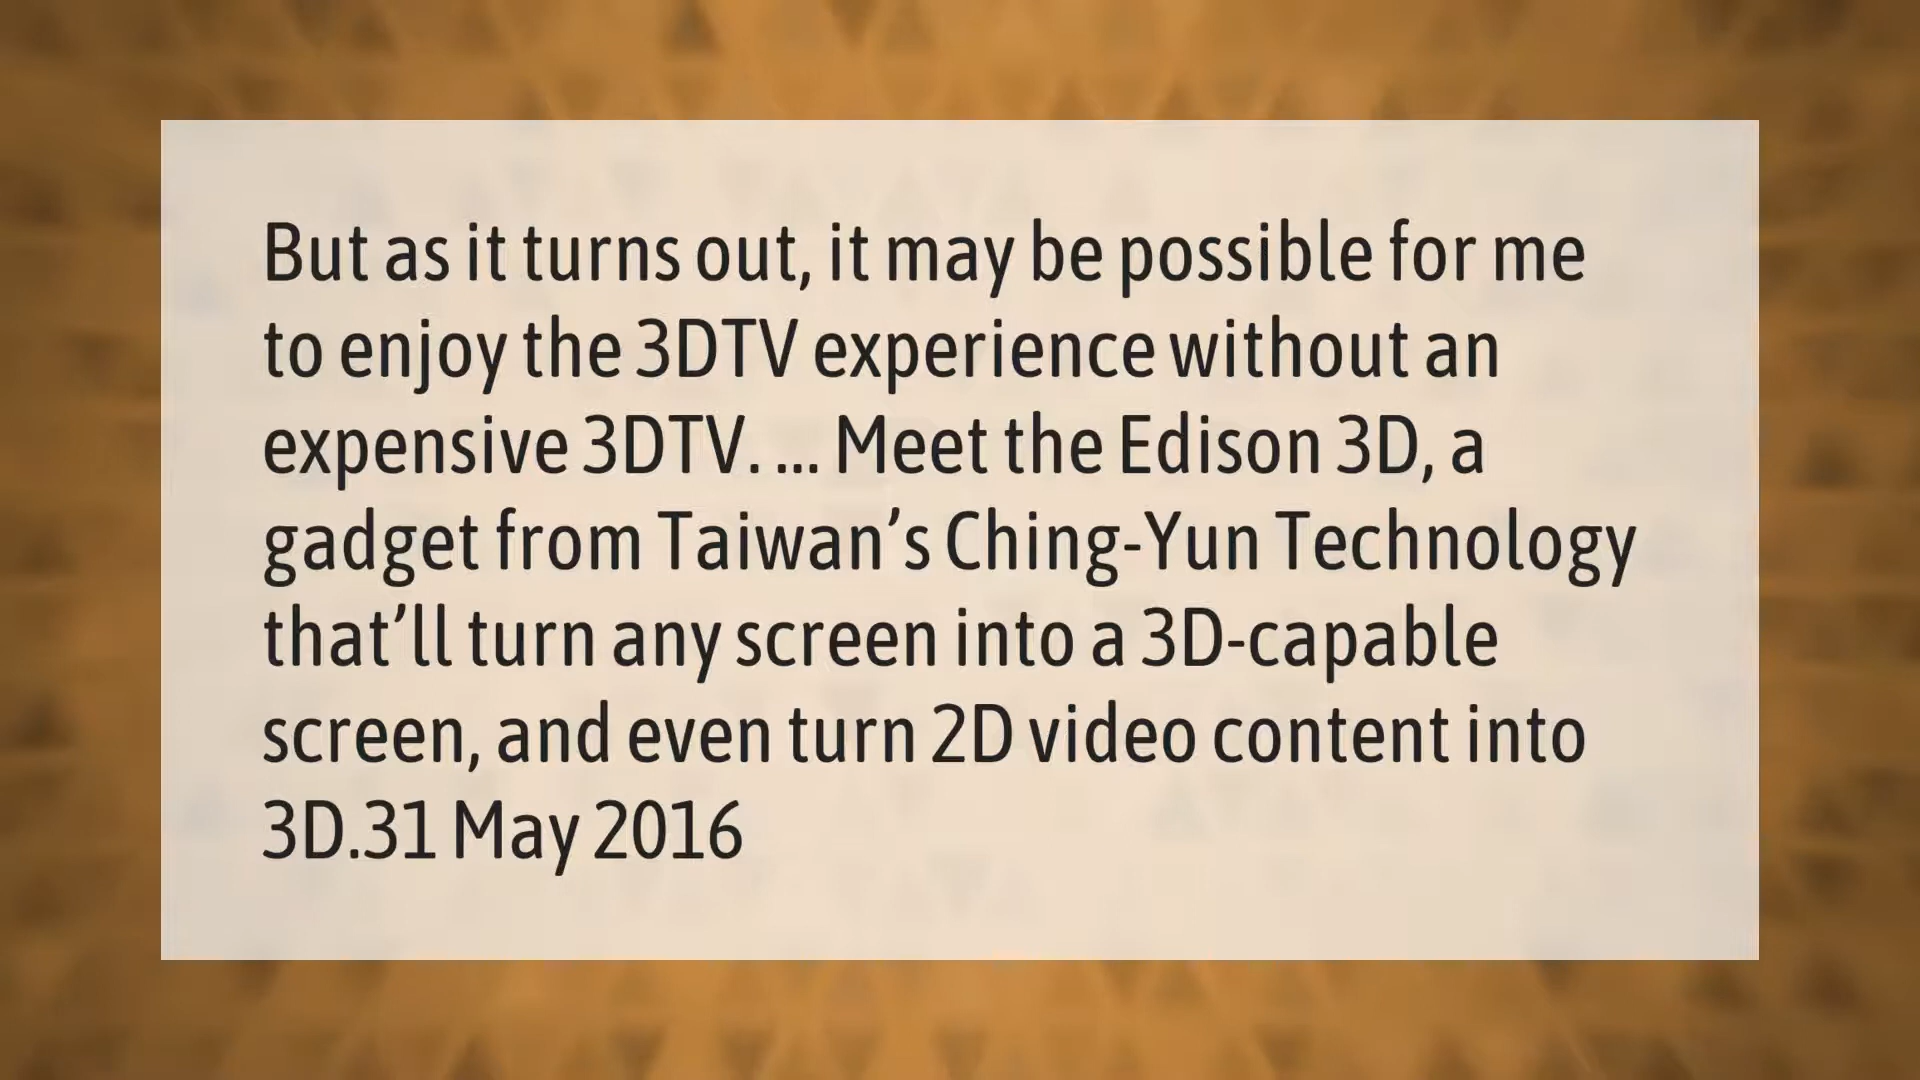 But as it turns out, it may be possible for me
to enjoy the 3DTV experience without an
expensive 3DTV. ... Meet the Edison 3D, a
gadget from Taiwan’s Ching-Yun Technology
that’ll turn any screen into a 3D-capable
screen, and even turn 2D video content into
3D.31 May 2016